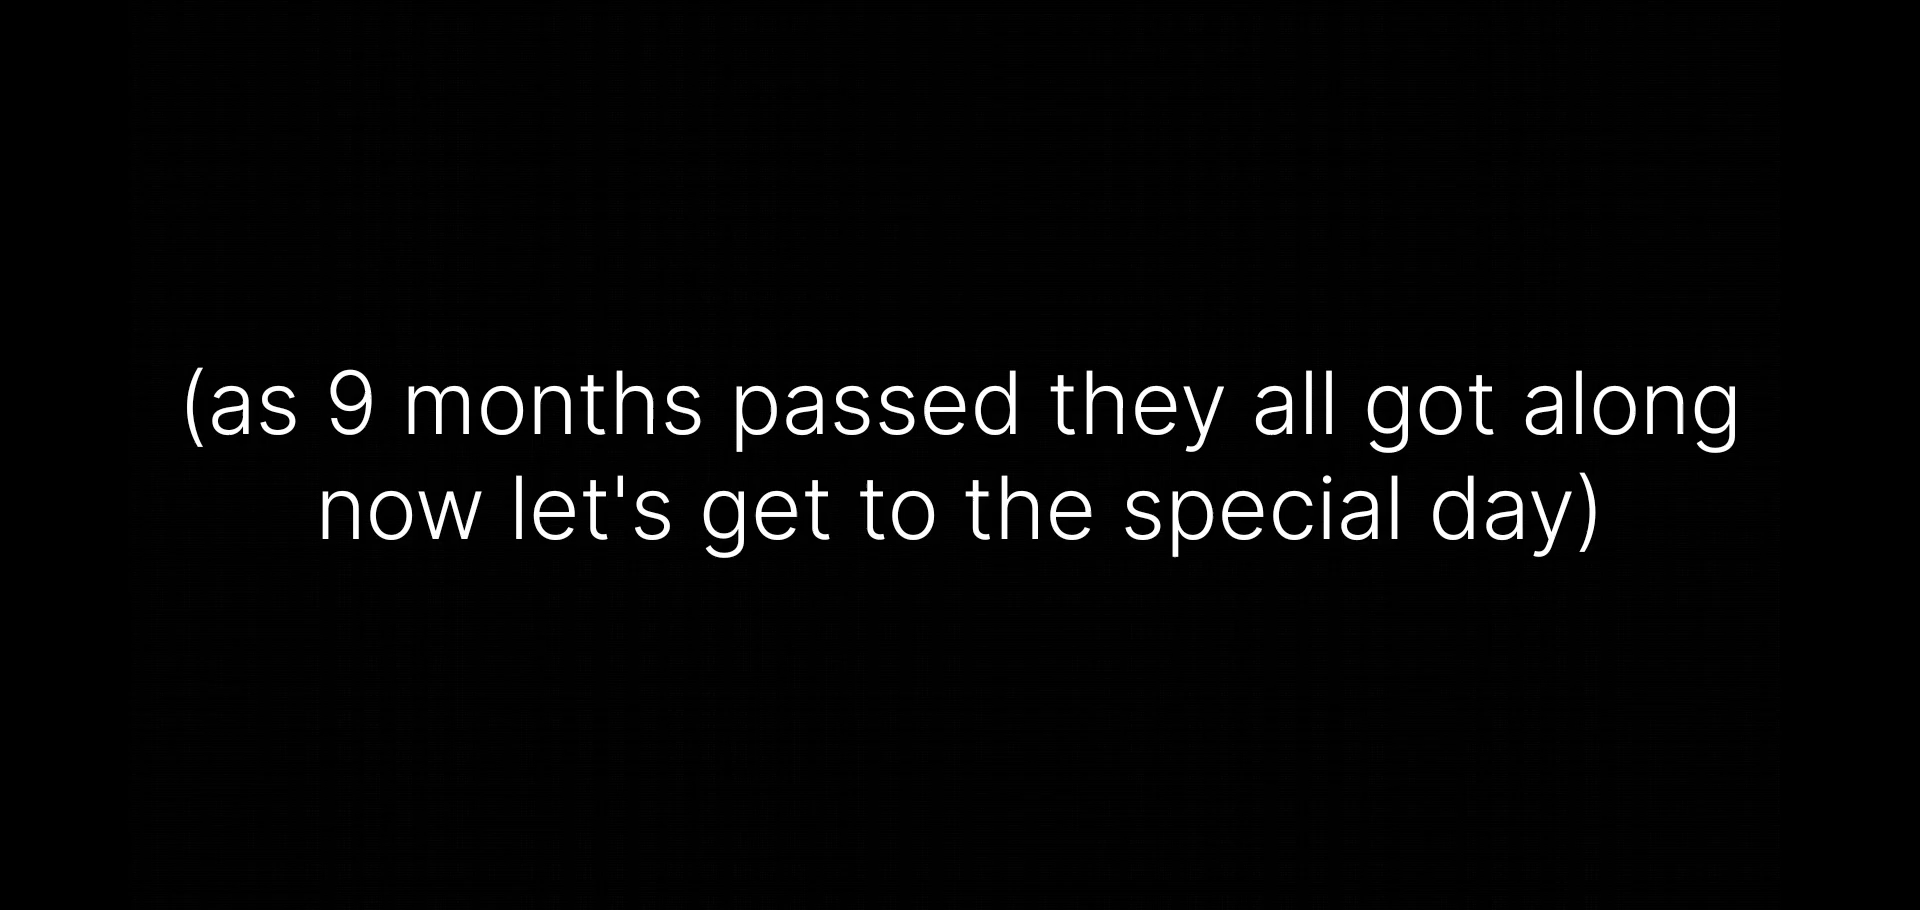 (as 9 months passed they all got along
now let's get to the special day)